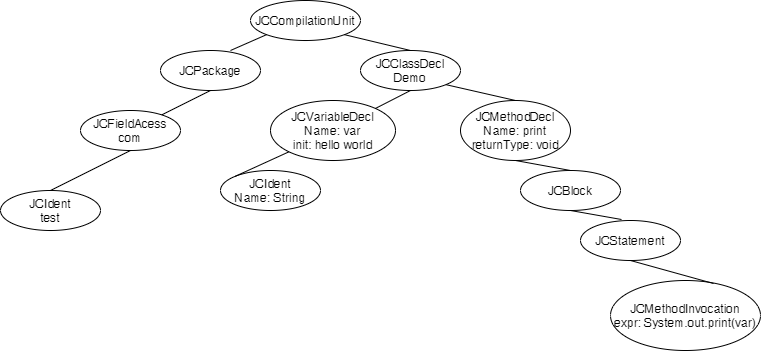 JCCompilationUnit
JCPackage
JCClassDecl
Demo
JCFieldAcess
com
JCVariableDecl
Name: var
init: hello world
JCMethodDecl
Name: print
returnType: void
JCIdent
test
JCIdent
Name: String
JCBlock
JCStatement
JCMethodInvocation
expr: System.out.print(var)